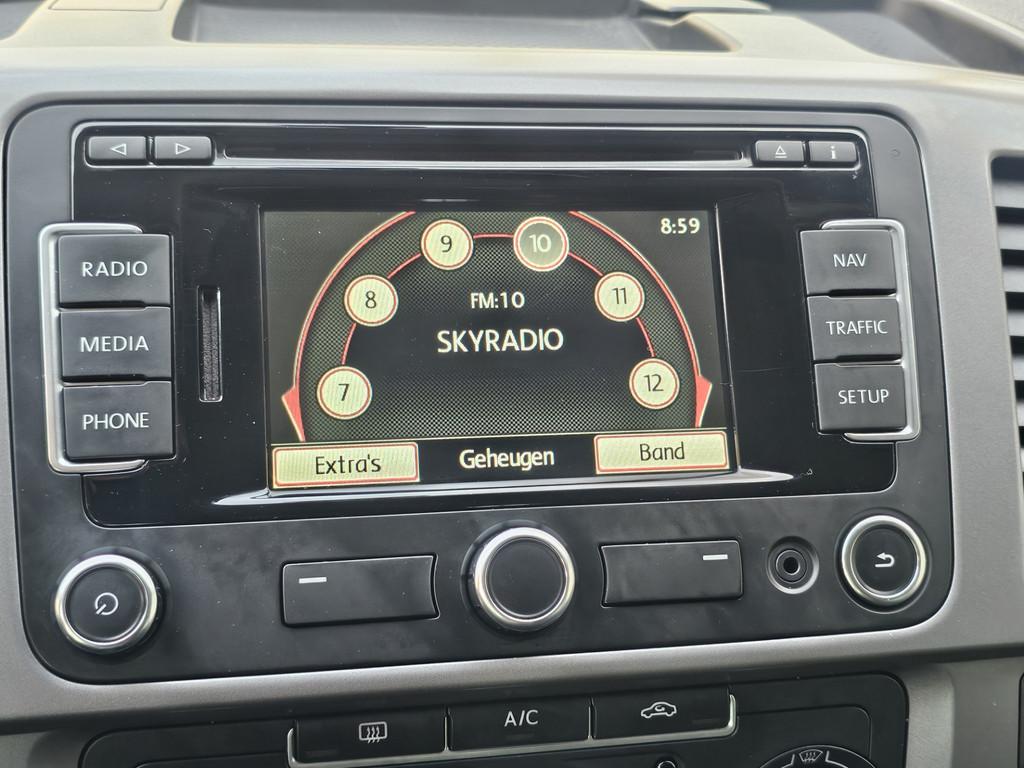 i
8:59
9 10
8 11
FM:10
SKYRADIO
7 12
Extra's Geheugen Band
RADIO
MEDIA
PHONE
NAV
TRAFFIC
SETUP
A/C